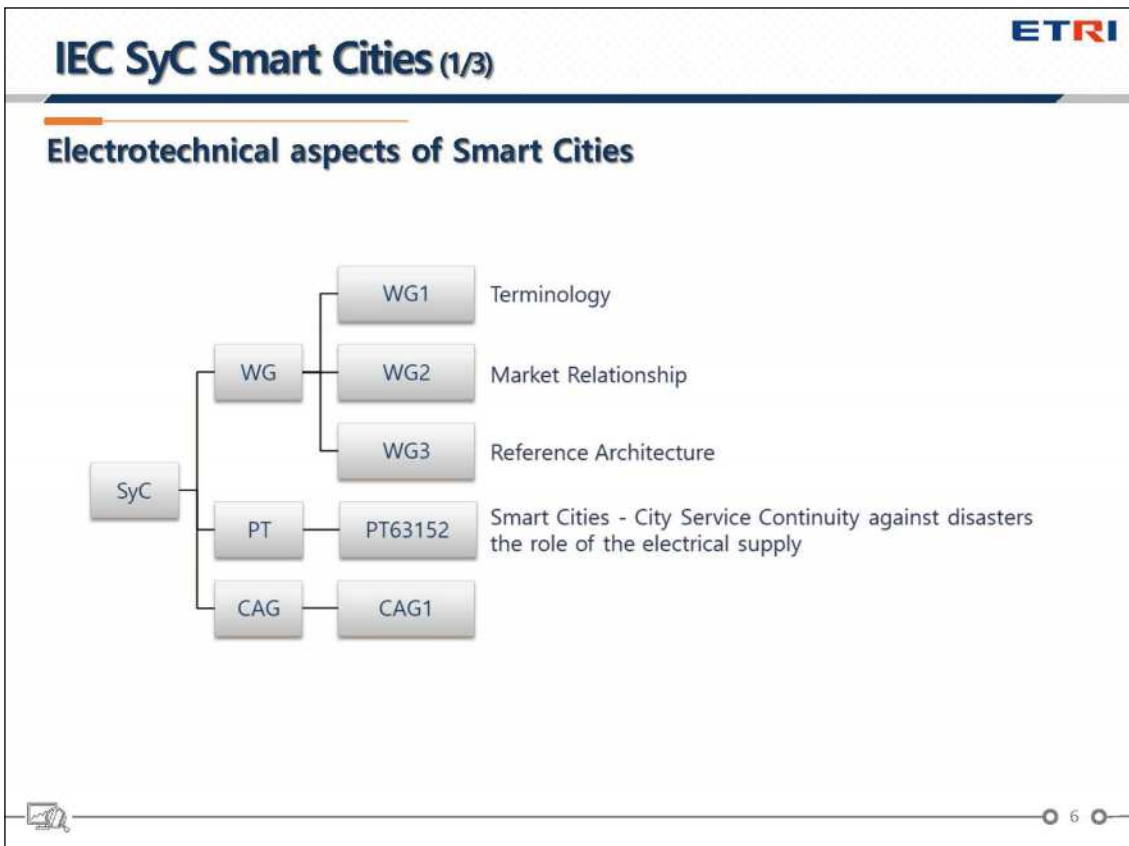 ETRI
IEC SyC Smart Cities (1/3)
Electrotechnical aspects of Smart Cities
WG1 Terminology
WG WG2 Market Relationship
WG3 Reference Architecture
SyC
PT PT63152 Smart Cities - City Service Continuity against disasters
the role of the electrical supply
CAG CAG1
6